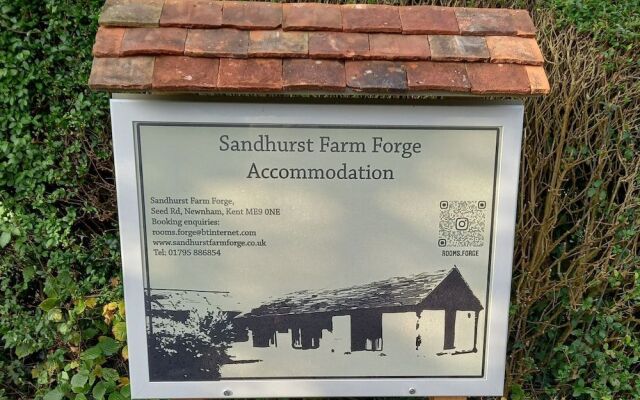 Sandhurst Farm Forge
Accommodation
Sandhurst Farm Forge,
Seed Rd, Newnham, Kent ME9 0NE
Booking enquiries:
rooms.forge@btinternet.com
www.sandhurstfarmforge.co.uk
Tel: 01795 886854
ROOMS.FORGE